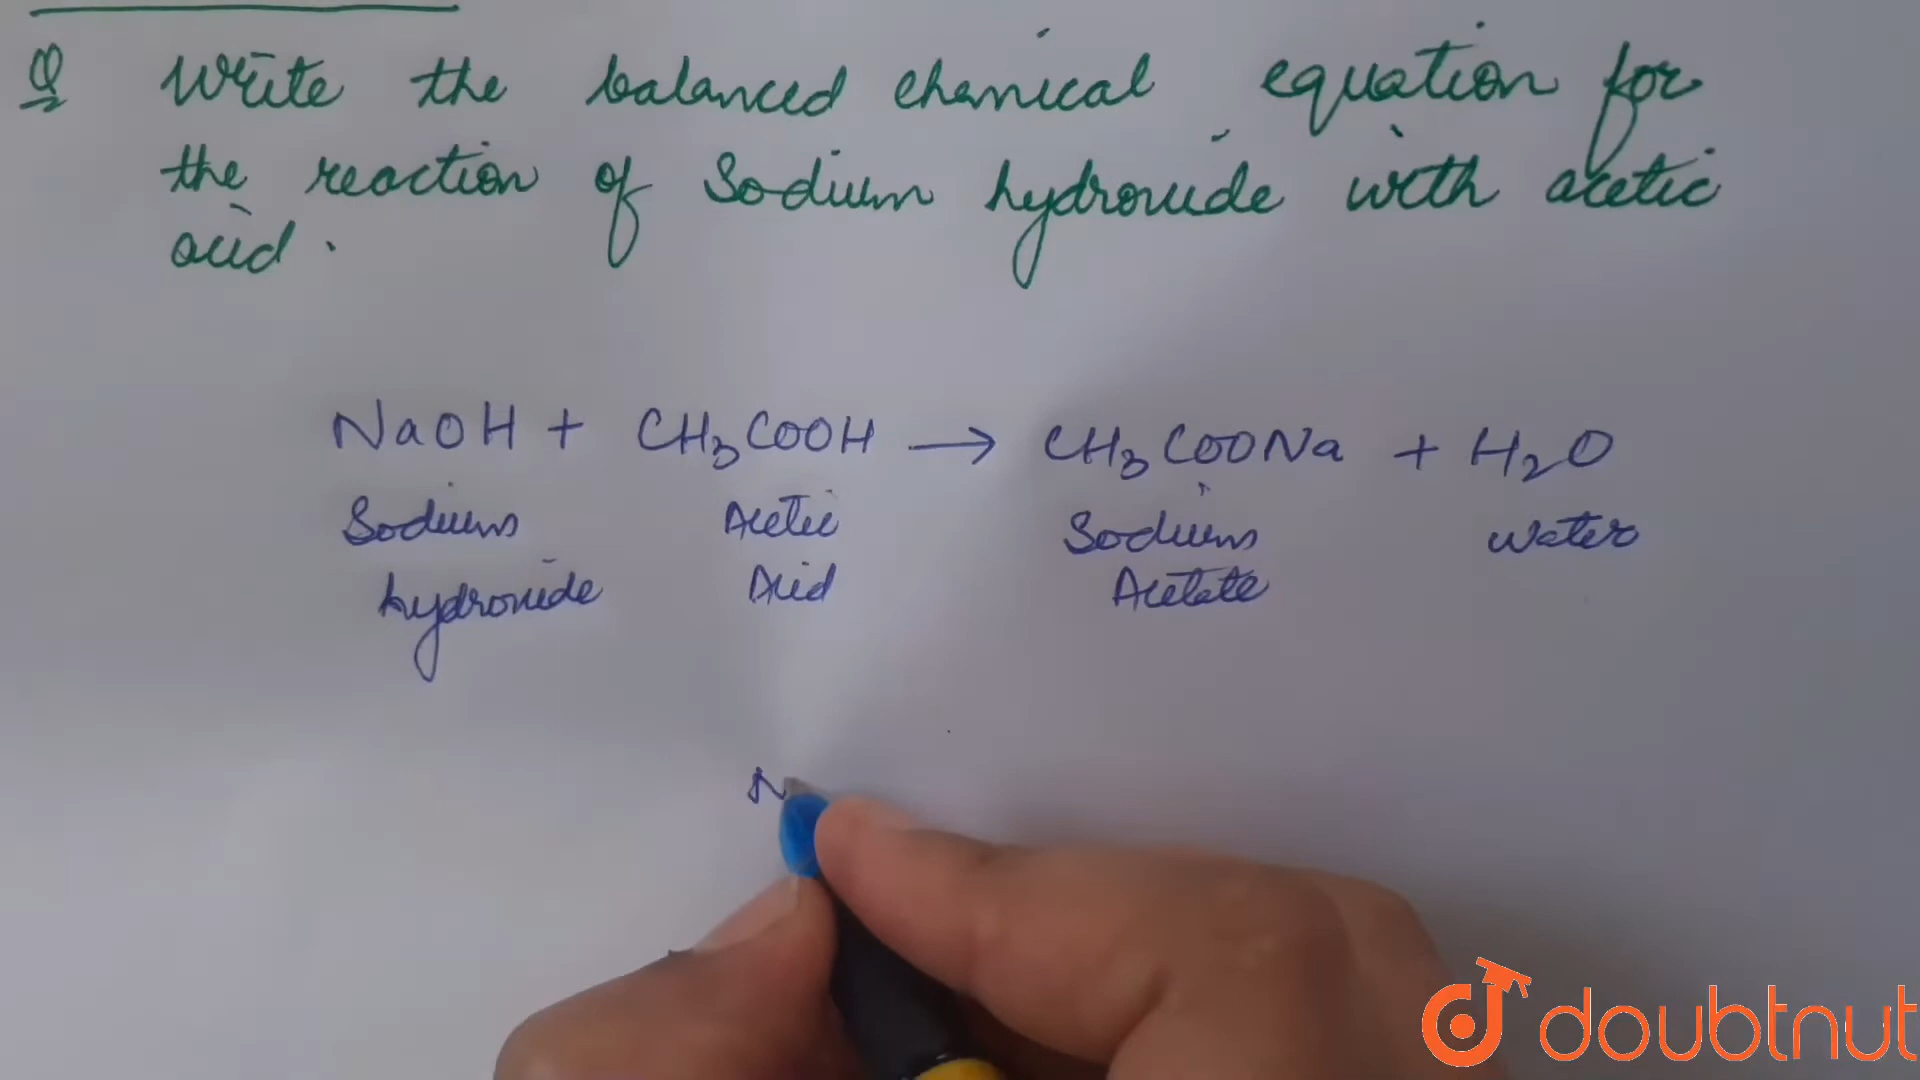 Q Write the balanced chemical equation for
the reaction of Sodium hydroxide with acetic
acid.
NaOH + CH₃COOH → CH₃COONa + H₂O
Sodium Acetic Sodium Water
hydroxide Acid Acetate
N
doubtnut